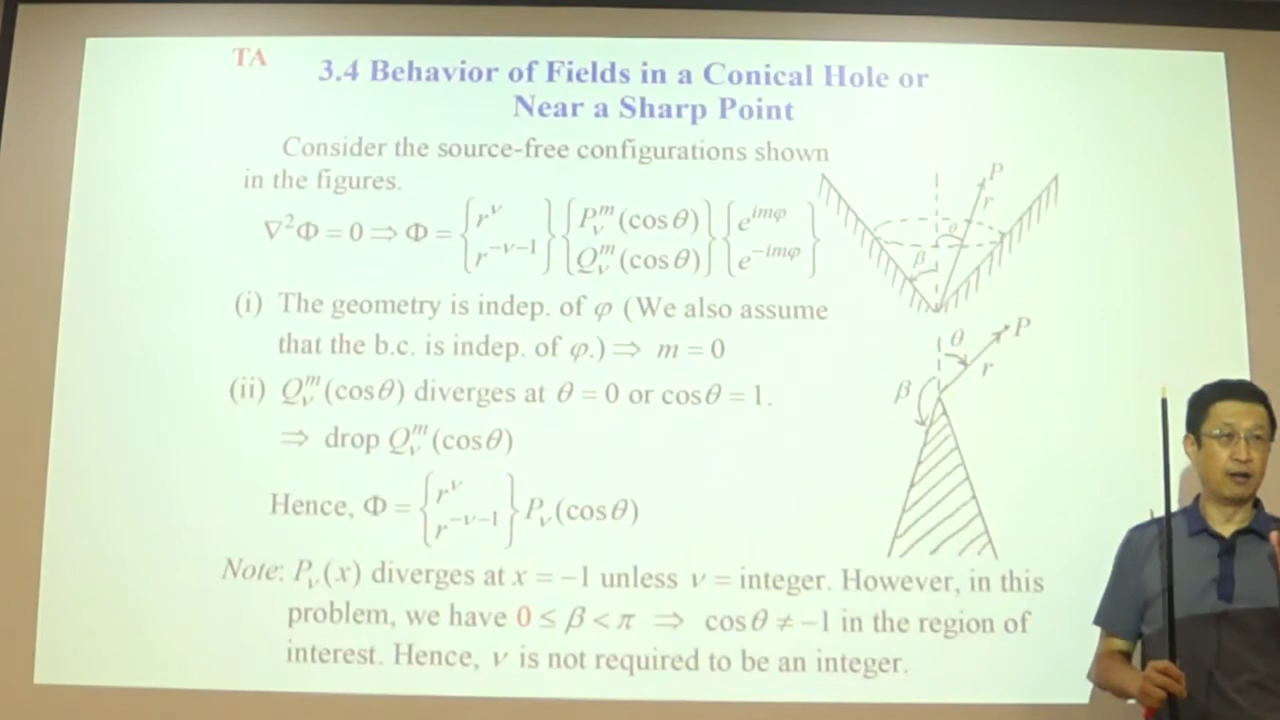 TA
3.4 Behavior of Fields in a Conical Hole or
Near a Sharp Point
Consider the source-free configurations shown
in the figures.
∇²Φ = 0 ⇒ Φ = { r^ν r^{−ν−1} } { P_ν^m (cos θ) Q_ν^m (cos θ) } { e^{imφ} e^{−imφ} }
(i) The geometry is indep. of φ (We also assume
that the b.c. is indep. of φ.) ⇒ m = 0
(ii) Q_ν^m (cosθ) diverges at θ = 0 or cosθ = 1.
⇒ drop Q_ν^m (cosθ)
Hence, Φ = { r^ν r^{−ν−1} } P_ν (cosθ)
Note: P_ν (x) diverges at x = −1 unless ν = integer. However, in this
problem, we have 0 ≤ β < π ⇒ cosθ ≠ −1 in the region of
interest. Hence, ν is not required to be an integer.
P
r
θ
β
θ
P
r
β